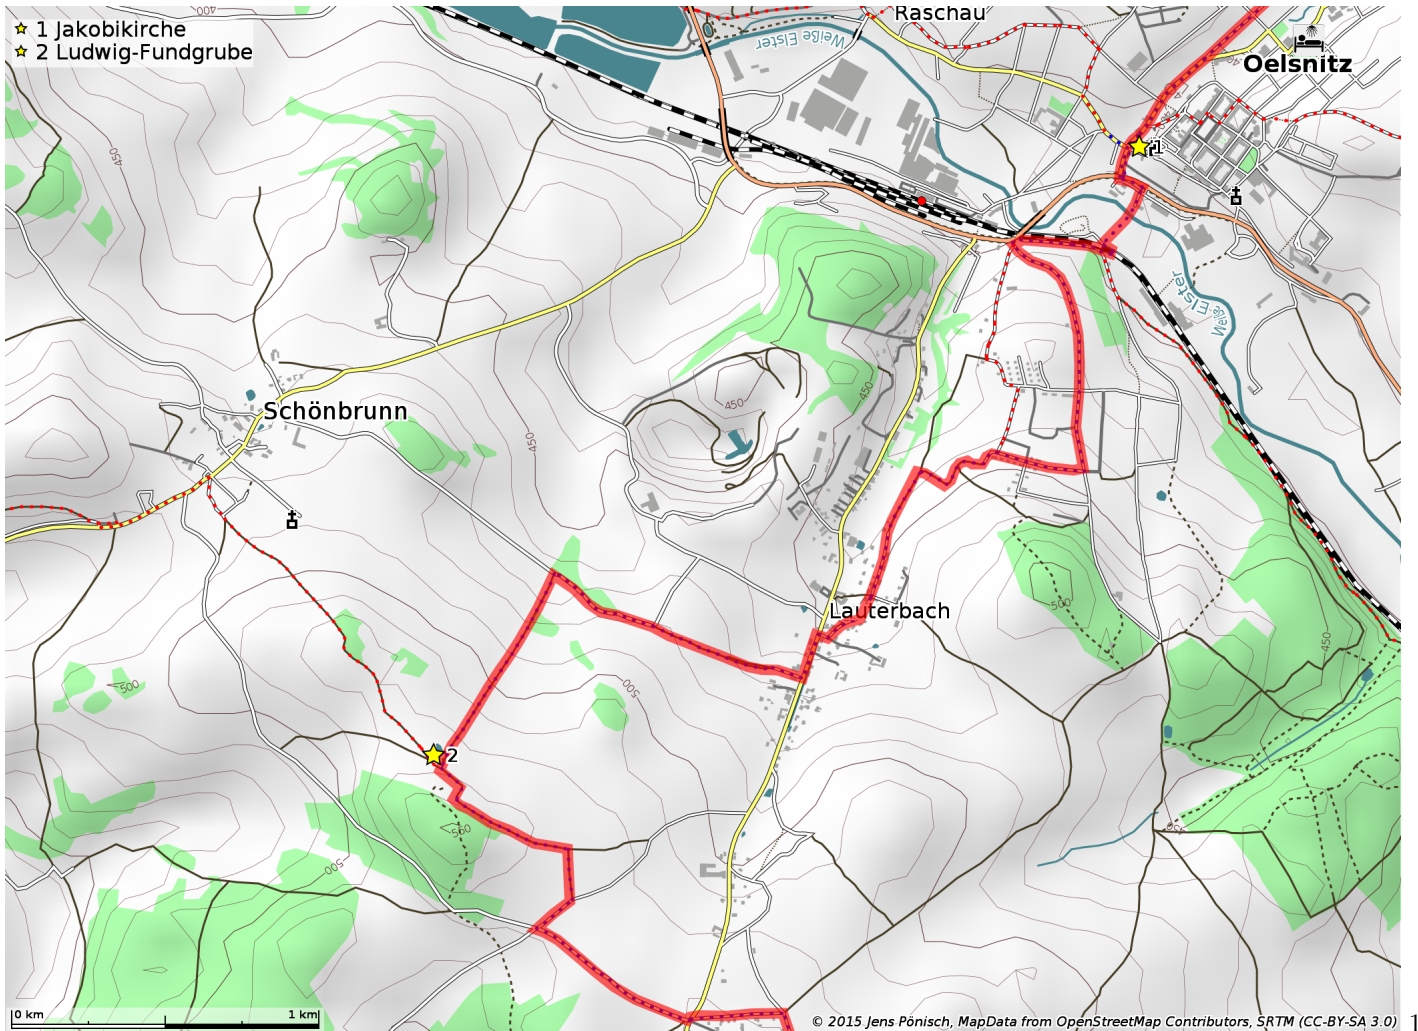 1 Jakobikirche
2 Ludwig-Fundgrube
Raschau
Weiße Elster
Oelsnitz
400
450
1
Weiße
Elster
450
450
450
Schönbrunn
500
Lauterbach
450
500
500
2
500
500
0 km
1 km
© 2015 Jens Pönisch, MapData from OpenStreetMap Contributors, SRTM (CC-BY-SA 3.0)
1